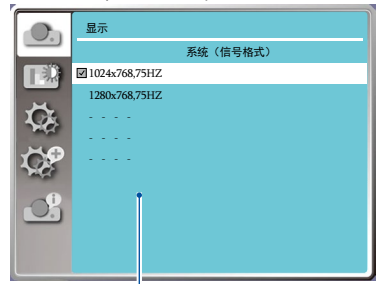 显示
系统（信号格式）
1024x768,75HZ
1280x768,75HZ
- - - -
- - - -
- - - -